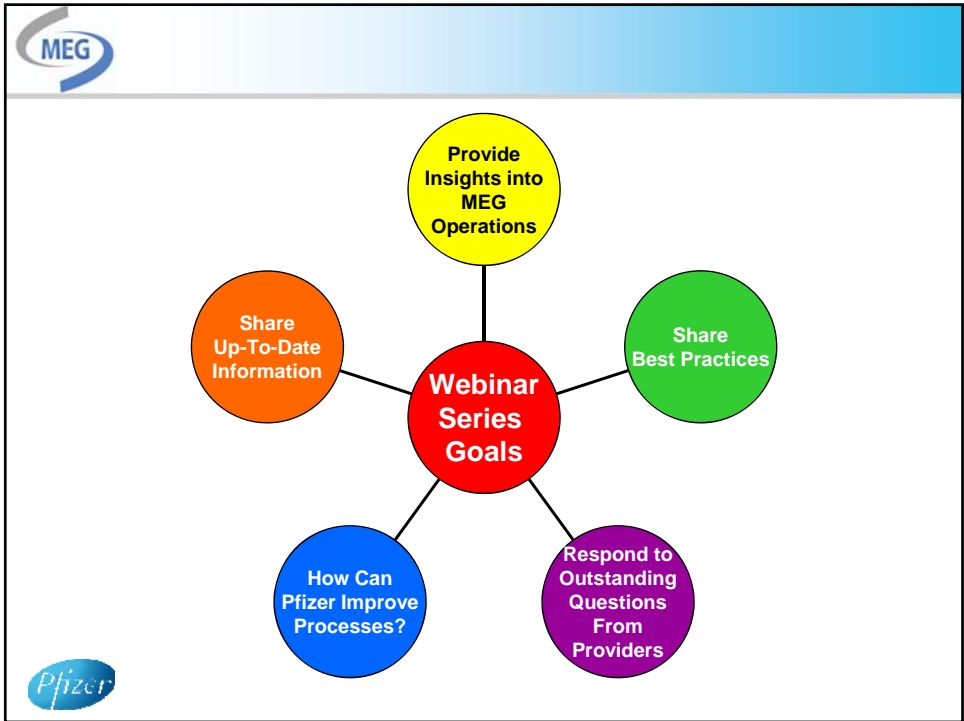 MEG
Provide
Insights into
MEG
Operations
Share
Up-To-Date
Information
Share
Best Practices
Webinar
Series
Goals
How Can
Pfizer Improve
Processes?
Respond to
Outstanding
Questions
From
Providers
Pfizer